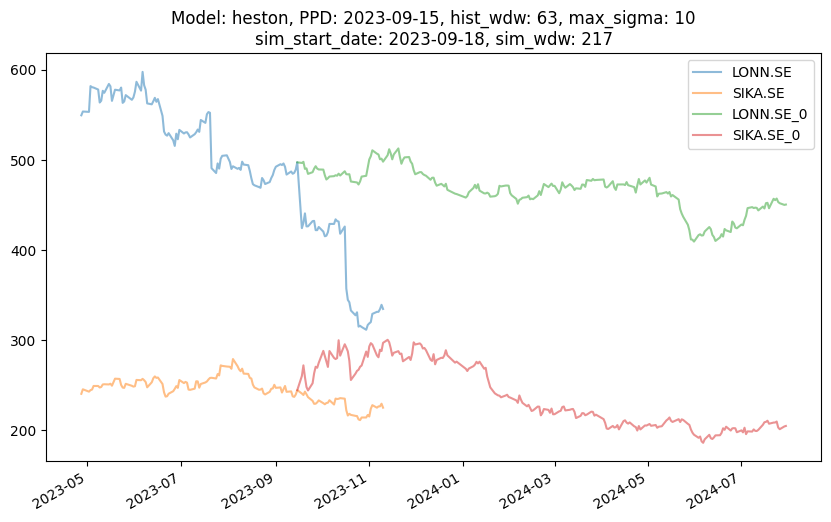 Model: heston, PPD: 2023-09-15, hist_wdw: 63, max_sigma: 10
sim_start_date: 2023-09-18, sim_wdw: 217
LONN.SE
SIKA.SE
LONN.SE_0
SIKA.SE_0
600
500
400
300
200
2023-05
2023-07
2023-09
2023-11
2024-01
2024-03
2024-05
2024-07